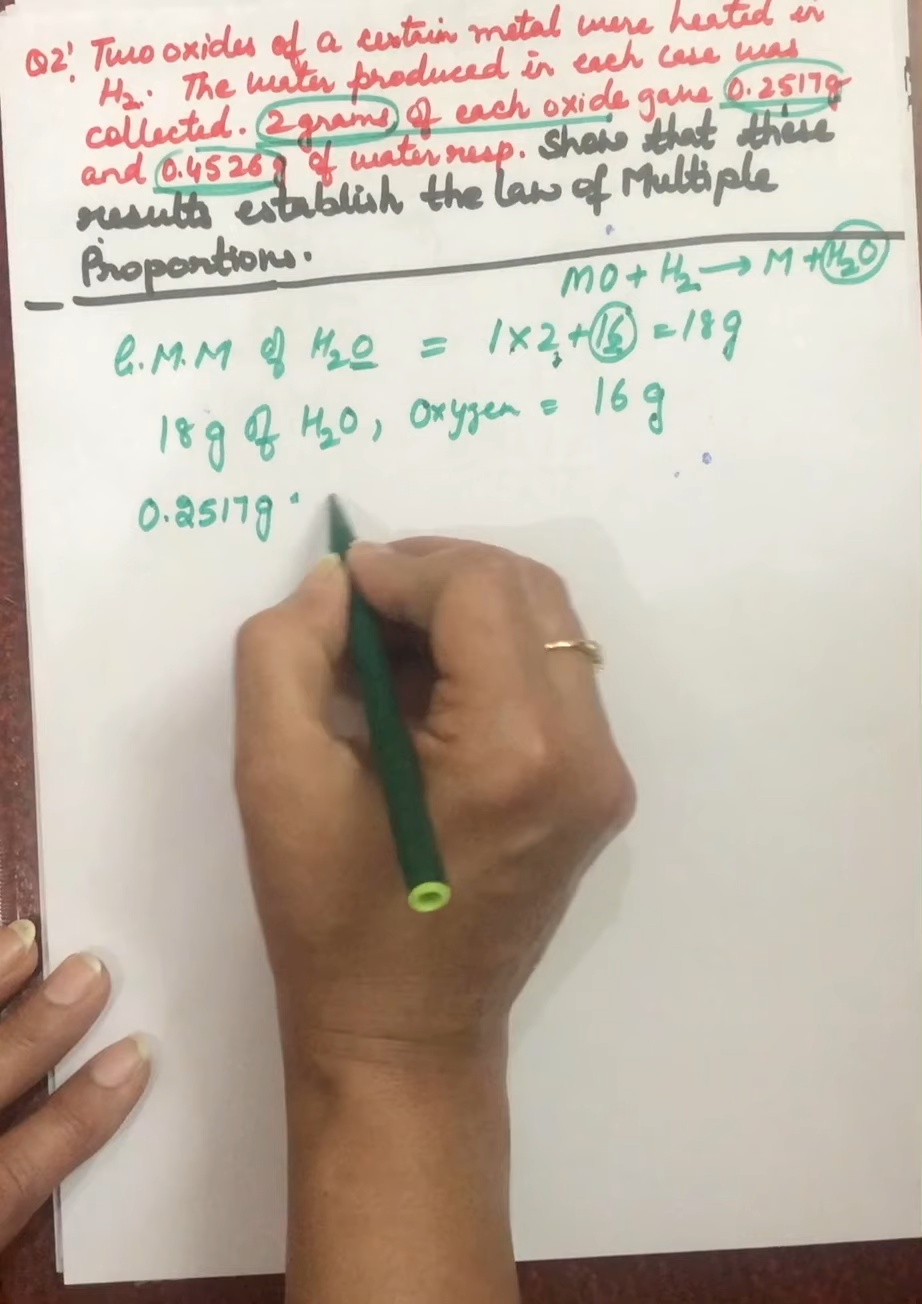 Q2: Two oxides of a certain metal were heated in
H₂. The water produced in each case was
collected. 2 grams of each oxide gave 0.2517g
and 0.4526g of water resp. Show that these
results establish the law of Multiple
Proportions.
MO + H₂ → M + H₂O
G.M.M of H₂O = 1×2+16 = 18g
18g of H₂O, Oxygen = 16g
0.2517g